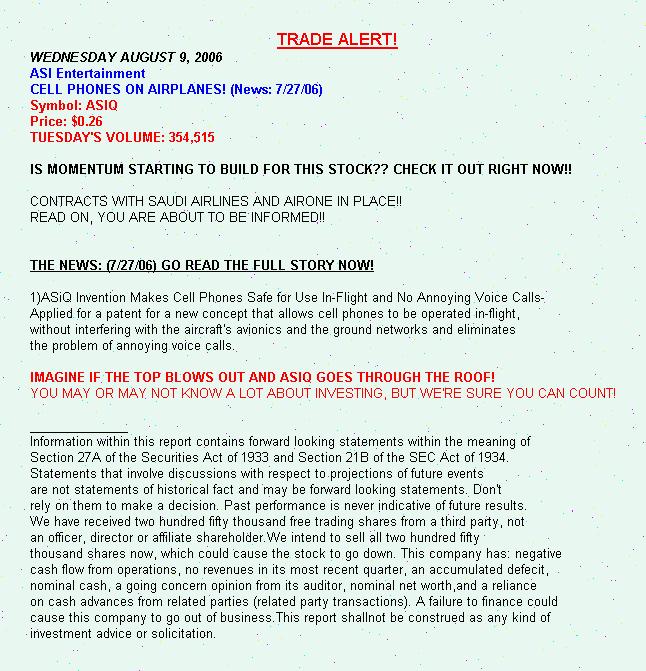 TRADE ALERT!
WEDNESDAY AUGUST 9, 2006
ASI Entertainment
CELL PHONES ON AIRPLANES! (News: 7/27/06)
Symbol: ASIQ
Price: $0.26
TUESDAY'S VOLUME: 354,515
IS MOMENTUM STARTING TO BUILD FOR THIS STOCK?? CHECK IT OUT RIGHT NOW!!
CONTRACTS WITH SAUDI AIRLINES AND AIRONE IN PLACE!!
READ ON, YOU ARE ABOUT TO BE INFORMED!!
THE NEWS: (7/27/06) GO READ THE FULL STORY NOW!
1)ASiQ Invention Makes Cell Phones Safe for Use In-Flight and No Annoying Voice Calls-
Applied for a patent for a new concept that allows cell phones to be operated in-flight,
without interfering with the aircraft's avionics and the ground networks and eliminates
the problem of annoying voice calls.
IMAGINE IF THE TOP BLOWS OUT AND ASIQ GOES THROUGH THE ROOF!
YOU MAY OR MAY NOT KNOW A LOT ABOUT INVESTING, BUT WE'RE SURE YOU CAN COUNT!
Information within this report contains forward looking statements within the meaning of
Section 27A of the Securities Act of 1933 and Section 21B of the SEC Act of 1934.
Statements that involve discussions with respect to projections of future events
are not statements of historical fact and may be forward looking statements. Don't
rely on them to make a decision. Past performance is never indicative of future results.
We have received two hundred fifty thousand free trading shares from a third party, not
an officer, director or affiliate shareholder.We intend to sell all two hundred fifty
thousand shares now, which could cause the stock to go down. This company has: negative
cash flow from operations, no revenues in its most recent quarter, an accumulated defecit,
nominal cash, a going concern opinion from its auditor, nominal net worth,and a reliance
on cash advances from related parties (related party transactions). A failure to finance could
cause this company to go out of business.This report shallnot be construed as any kind of
investment advice or solicitation.